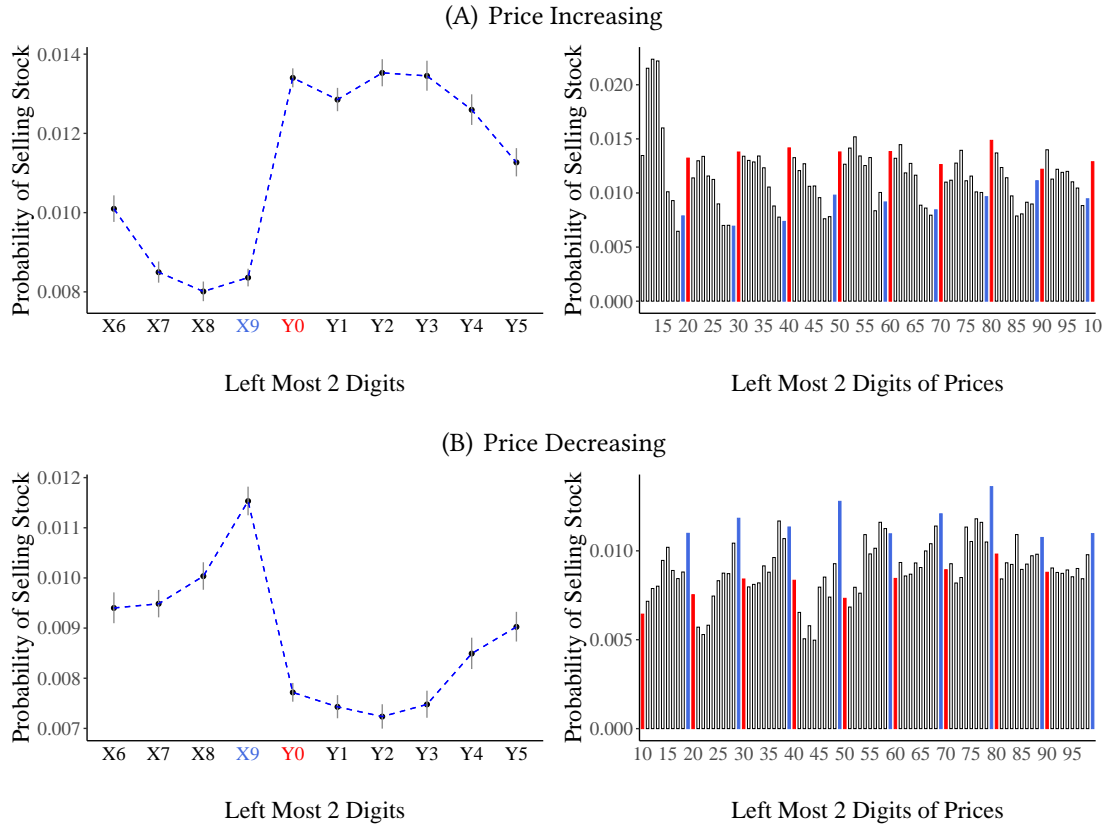 (A) Price Increasing
Probability of Selling Stock
0.014
0.012
0.010
0.008
X6 X7 X8 X9 Y0 Y1 Y2 Y3 Y4 Y5
Left Most 2 Digits
Probability of Selling Stock
0.020
0.015
0.010
0.005
0.000
15 20 25 30 35 40 45 50 55 60 65 70 75 80 85 90 95 10
Left Most 2 Digits of Prices
(B) Price Decreasing
Probability of Selling Stock
0.012
0.011
0.010
0.009
0.008
0.007
X6 X7 X8 X9 Y0 Y1 Y2 Y3 Y4 Y5
Left Most 2 Digits
Probability of Selling Stock
0.010
0.005
0.000
10 15 20 25 30 35 40 45 50 55 60 65 70 75 80 85 90 95
Left Most 2 Digits of Prices